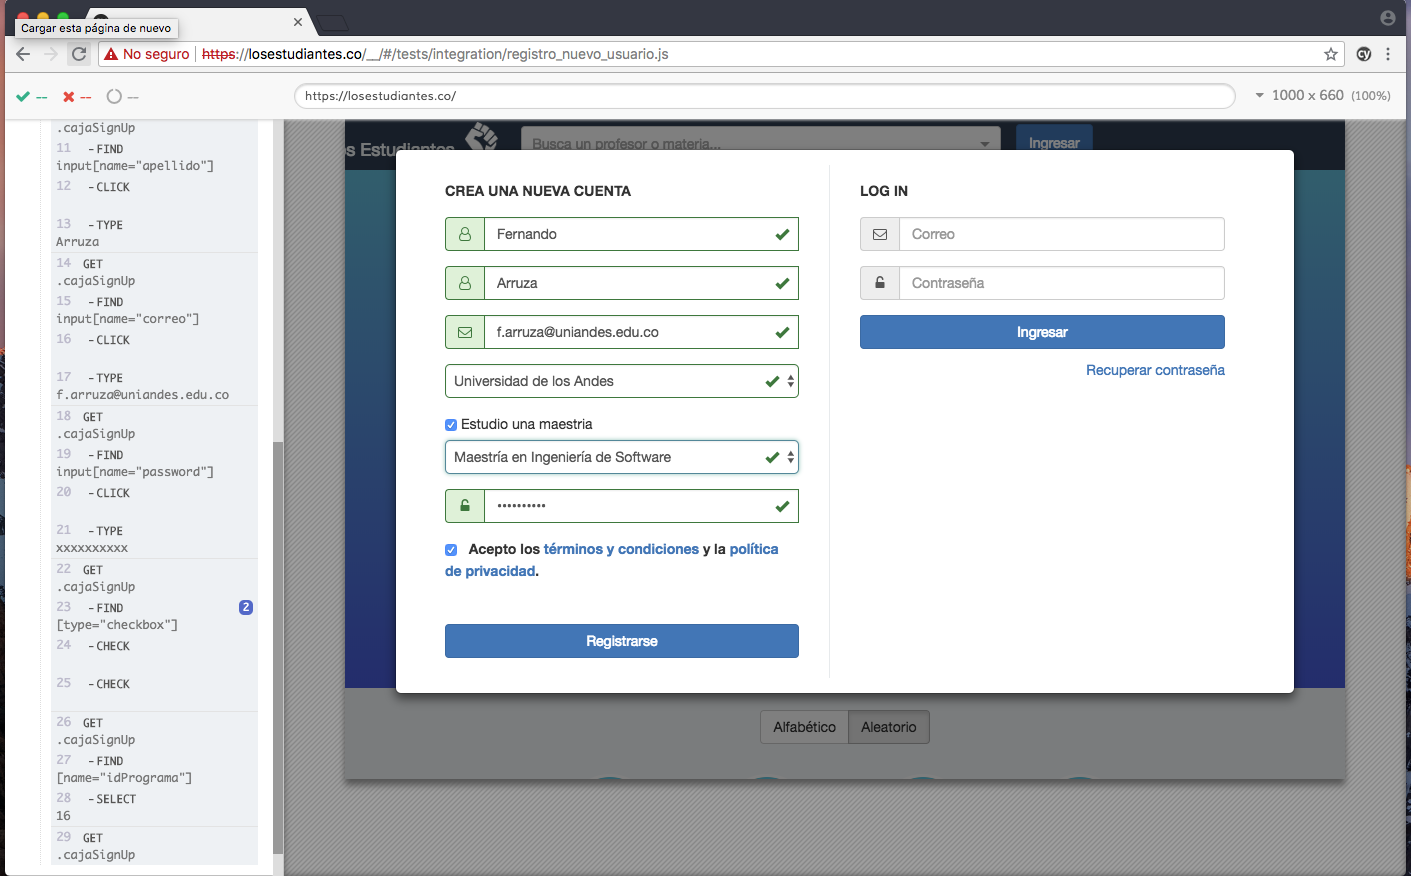 Cargar esta página de nuevo
No seguro https://losestudiantes.co/__/#/tests/integration/registro_nuevo_usuario.js
-- -- --
https://losestudiantes.co/
1000 x 660 (100%)
.cajaSignUp
11 -FIND
input[name="apellido"]
12 -CLICK
13 -TYPE
Arruza
14 GET
.cajaSignUp
15 -FIND
input[name="correo"]
16 -CLICK
17 -TYPE
f.arruza@uniandes.edu.co
18 GET
.cajaSignUp
19 -FIND
input[name="password"]
20 -CLICK
21 -TYPE
xxxxxxxxxx
22 GET
.cajaSignUp
23 -FIND 2
[type="checkbox"]
24 -CHECK
25 -CHECK
26 GET
.cajaSignUp
27 -FIND
[name="idPrograma"]
28 -SELECT
16
29 GET
.cajaSignUp
os Estudiantes
Busca un profesor o materia...
Ingresar
CREA UNA NUEVA CUENTA
Fernando
Arruza
f.arruza@uniandes.edu.co
Universidad de los Andes
Estudio una maestria
Maestría en Ingeniería de Software
••••••••••
Acepto los términos y condiciones y la política
de privacidad.
Registrarse
LOG IN
Correo
Contraseña
Ingresar
Recuperar contraseña
Alfabético
Aleatorio